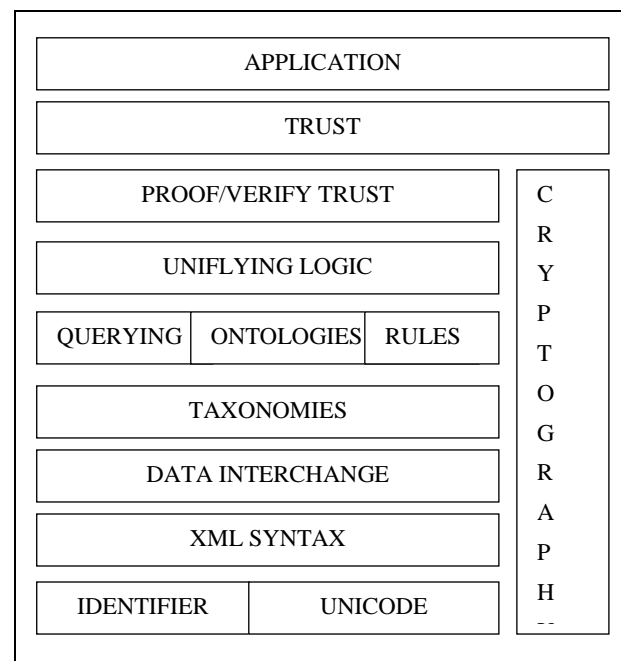 APPLICATION
TRUST
PROOF/VERIFY TRUST
UNIFLYING LOGIC
QUERYING ONTOLOGIES RULES
TAXONOMIES
DATA INTERCHANGE
XML SYNTAX
IDENTIFIER UNICODE
C
R
Y
P
T
O
G
R
A
P
H